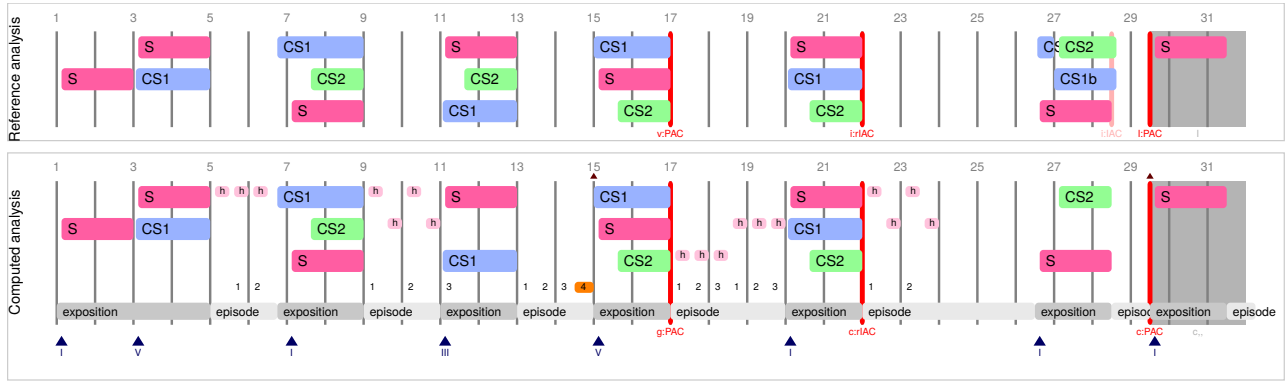 Reference analysis
1 3 5 7 9 11 13 15 17 19 21 23 25 27 29 31
S CS1 S CS1 S CS CS2 S
S CS1 CS2 CS2 S CS1 CS1b
S CS1 CS2 CS2 S
v:PAC i:rIAC i:IAC I:PAC I
Computed analysis
1 3 5 7 9 11 13 15 17 19 21 23 25 27 29 31
S h h h CS1 h h S CS1 S h h CS2 S
S CS1 CS2 h h S h h h CS1 h h
S CS1 CS2 h h h CS2 S
1 2 1 2 3 1 2 3 4 1 2 3 1 2 3 1 2
exposition episode exposition episode exposition episode exposition episode exposition episode exposition episode exposition episode
g:PAC c:rIAC c:PAC c,,
I V I III V I I I